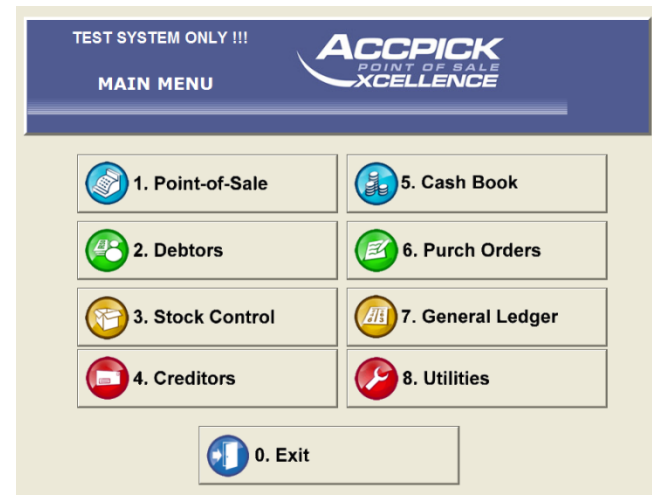 TEST SYSTEM ONLY !!!
MAIN MENU
ACCPICK
POINT OF SALE
XCELLENCE
1. Point-of-Sale
5. Cash Book
2. Debtors
6. Purch Orders
3. Stock Control
7. General Ledger
4. Creditors
8. Utilities
0. Exit